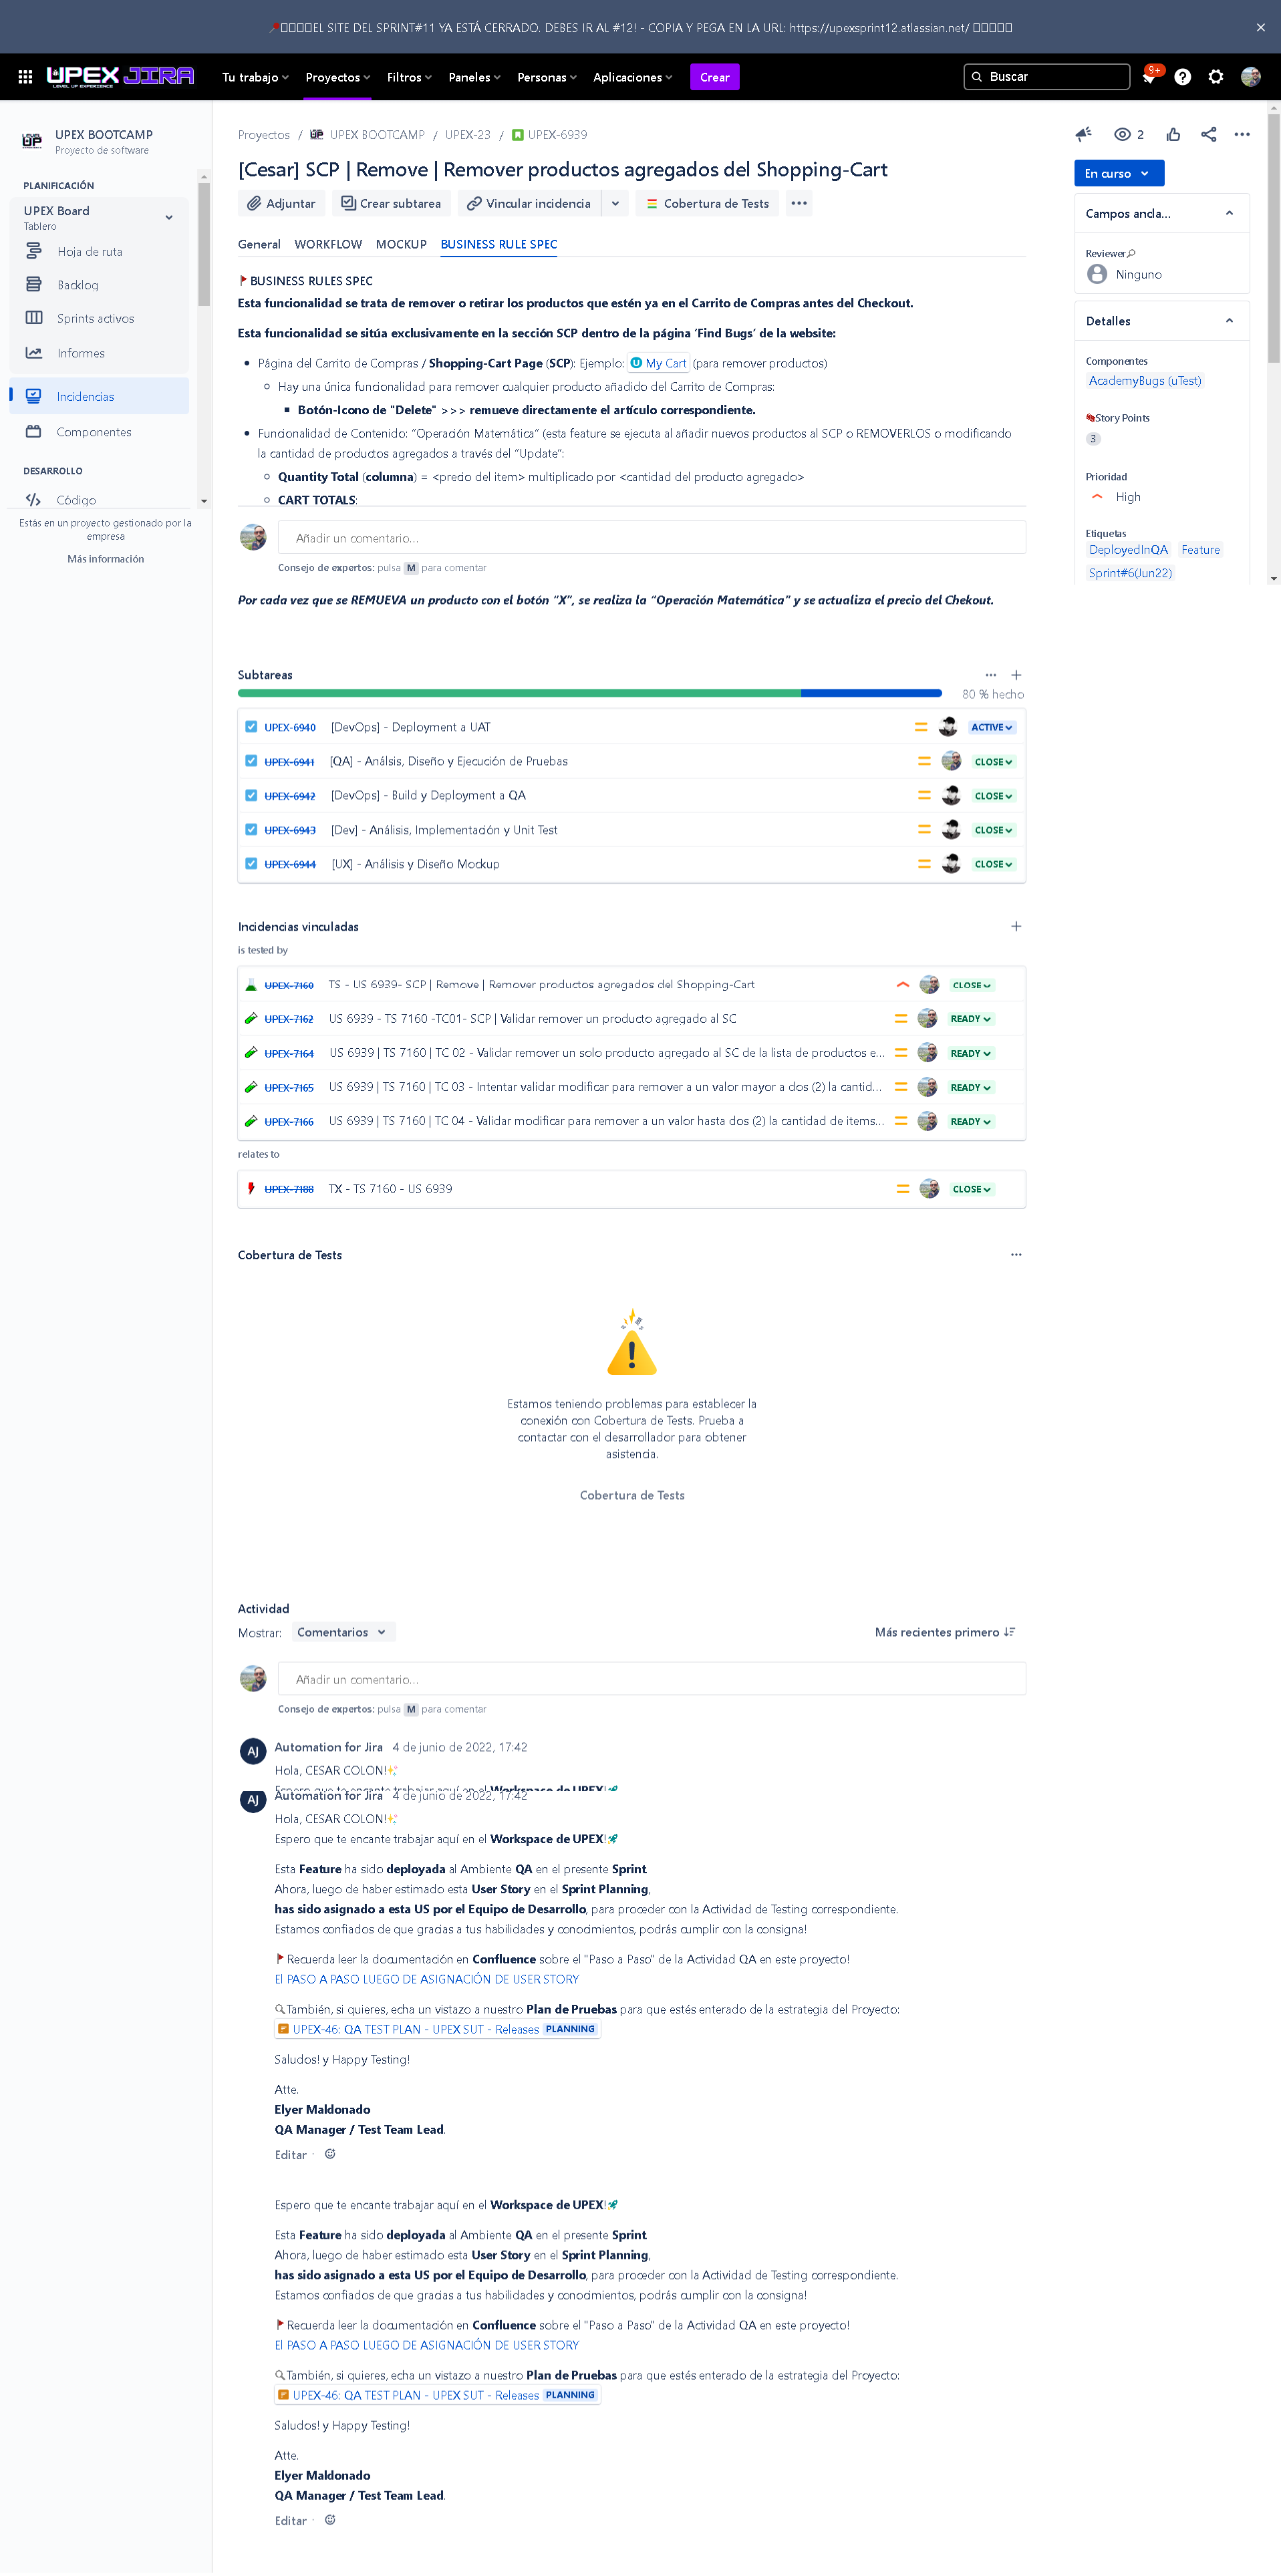 EL SITE DEL SPRINT#11 YA ESTÁ CERRADO. DEBES IR AL #12! - COPIA Y PEGA EN LA URL: https://upexsprint12.atlassian.net/
UPEX JIRA
LEVEL UP EXPERIENCE
Tu trabajo
Proyectos
Filtros
Paneles
Personas
Aplicaciones
Crear
Buscar
9+
UPEX BOOTCAMP
Proyecto de software
PLANIFICACIÓN
UPEX Board
Tablero
Hoja de ruta
Backlog
Sprints activos
Informes
Incidencias
Componentes
DESARROLLO
Código
Estás en un proyecto gestionado por la
empresa
Más información
Proyectos / UPEX BOOTCAMP / UPEX-23 / UPEX-6939
[Cesar] SCP | Remove | Remover productos agregados del Shopping-Cart
Adjuntar
Crear subtarea
Vincular incidencia
Cobertura de Tests
General
WORKFLOW
MOCKUP
BUSINESS RULE SPEC
BUSINESS RULES SPEC
Esta funcionalidad se trata de remover o retirar los productos que estén ya en el Carrito de Compras antes del Checkout.
Esta funcionalidad se sitúa exclusivamente en la sección SCP dentro de la página ‘Find Bugs’ de la website:
Página del Carrito de Compras / Shopping-Cart Page (SCP): Ejemplo: My Cart (para remover productos)
Hay una única funcionalidad para remover cualquier producto añadido del Carrito de Compras:
Botón-Icono de "Delete" >>> remueve directamente el artículo correspondiente.
Funcionalidad de Contenido: “Operación Matemática” (esta feature se ejecuta al añadir nuevos productos al SCP o REMOVERLOS o modificando
la cantidad de productos agregados a través del “Update”:
Quantity Total (columna) = <precio del item> multiplicado por <cantidad del producto agregado>
CART TOTALS:
Añadir un comentario...
Consejo de expertos: pulsa M para comentar
Por cada vez que se REMUEVA un producto con el botón “X”, se realiza la “Operación Matemática” y se actualiza el precio del Chekout.
Subtareas
80 % hecho
UPEX-6940 [DevOps] - Deployment a UAT ACTIVE
UPEX-6941 [QA] - Análsis, Diseño y Ejecución de Pruebas CLOSE
UPEX-6942 [DevOps] - Build y Deployment a QA CLOSE
UPEX-6943 [Dev] - Análisis, Implementación y Unit Test CLOSE
UPEX-6944 [UX] - Análisis y Diseño Mockup CLOSE
Incidencias vinculadas
is tested by
UPEX-7160 TS - US 6939- SCP | Remove | Remover productos agregados del Shopping-Cart CLOSE
UPEX-7162 US 6939 - TS 7160 -TC01- SCP | Validar remover un producto agregado al SC READY
UPEX-7164 US 6939 | TS 7160 | TC 02 - Validar remover un solo producto agregado al SC de la lista de productos e... READY
UPEX-7165 US 6939 | TS 7160 | TC 03 - Intentar validar modificar para remover a un valor mayor a dos (2) la cantid... READY
UPEX-7166 US 6939 | TS 7160 | TC 04 - Validar modificar para remover a un valor hasta dos (2) la cantidad de items... READY
relates to
UPEX-7188 TX - TS 7160 - US 6939 CLOSE
Cobertura de Tests
Estamos teniendo problemas para establecer la
conexión con Cobertura de Tests. Prueba a
contactar con el desarrollador para obtener
asistencia.
Cobertura de Tests
Actividad
Mostrar: Comentarios
Más recientes primero
Añadir un comentario...
Consejo de expertos: pulsa M para comentar
AJ Automation for Jira 4 de junio de 2022, 17:42
Hola, CESAR COLON!
Espero que te encante trabajar aquí en el Workspace de UPEX!
AJ Automation for Jira 4 de junio de 2022, 17:42
Hola, CESAR COLON!
Espero que te encante trabajar aquí en el Workspace de UPEX!
Esta Feature ha sido deployada al Ambiente QA en el presente Sprint
Ahora, luego de haber estimado esta User Story en el Sprint Planning,
has sido asignado a esta US por el Equipo de Desarrollo, para proceder con la Actividad de Testing correspondiente.
Estamos confiados de que gracias a tus habilidades y conocimientos, podrás cumplir con la consigna!
Recuerda leer la documentación en Confluence sobre el "Paso a Paso" de la Actividad QA en este proyecto!
El PASO A PASO LUEGO DE ASIGNACIÓN DE USER STORY
También, si quieres, echa un vistazo a nuestro Plan de Pruebas para que estés enterado de la estrategia del Proyecto:
UPEX-46: QA TEST PLAN - UPEX SUT - Releases PLANNING
Saludos! y Happy Testing!
Atte.
Elyer Maldonado
QA Manager / Test Team Lead.
Editar ·
Espero que te encante trabajar aquí en el Workspace de UPEX!
Esta Feature ha sido deployada al Ambiente QA en el presente Sprint
Ahora, luego de haber estimado esta User Story en el Sprint Planning,
has sido asignado a esta US por el Equipo de Desarrollo, para proceder con la Actividad de Testing correspondiente.
Estamos confiados de que gracias a tus habilidades y conocimientos, podrás cumplir con la consigna!
Recuerda leer la documentación en Confluence sobre el "Paso a Paso" de la Actividad QA en este proyecto!
El PASO A PASO LUEGO DE ASIGNACIÓN DE USER STORY
También, si quieres, echa un vistazo a nuestro Plan de Pruebas para que estés enterado de la estrategia del Proyecto:
UPEX-46: QA TEST PLAN - UPEX SUT - Releases PLANNING
Saludos! y Happy Testing!
Atte.
Elyer Maldonado
QA Manager / Test Team Lead.
Editar ·
2
En curso
Campos ancla...
Reviewer
Ninguno
Detalles
Componentes
AcademyBugs (uTest)
Story Points
3
Prioridad
High
Etiquetas
DeployedInQA
Feature
Sprint#6(Jun22)